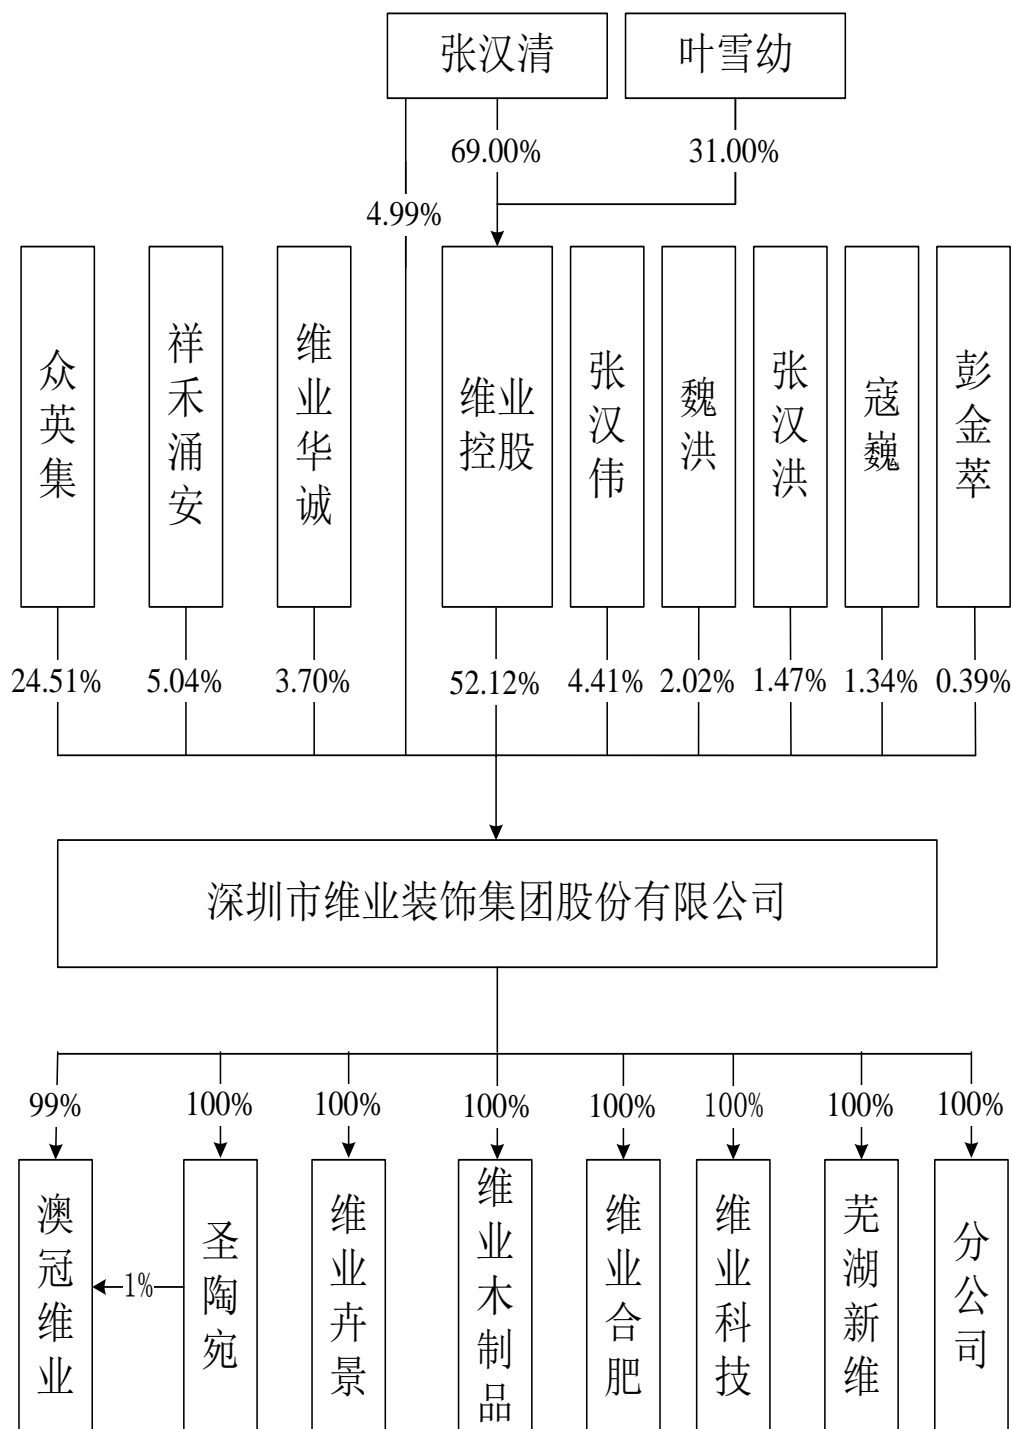 张汉清
叶雪幼
69.00%
31.00%
4.99%
众英集
祥禾涌安
维业华诚
维业
控股
张汉伟
魏洪
张汉洪
寇巍
彭金萃
24.51%
5.04%
3.70%
52.12%
4.41%
2.02%
1.47%
1.34%
0.39%
深圳市维业装饰集团股份有限公司
99%
100%
100%
100%
100%
100%
100%
100%
澳冠维业
1%
圣陶宛
维业卉景
维业木制品
维业合肥
维业科技
芜湖新维
分公司